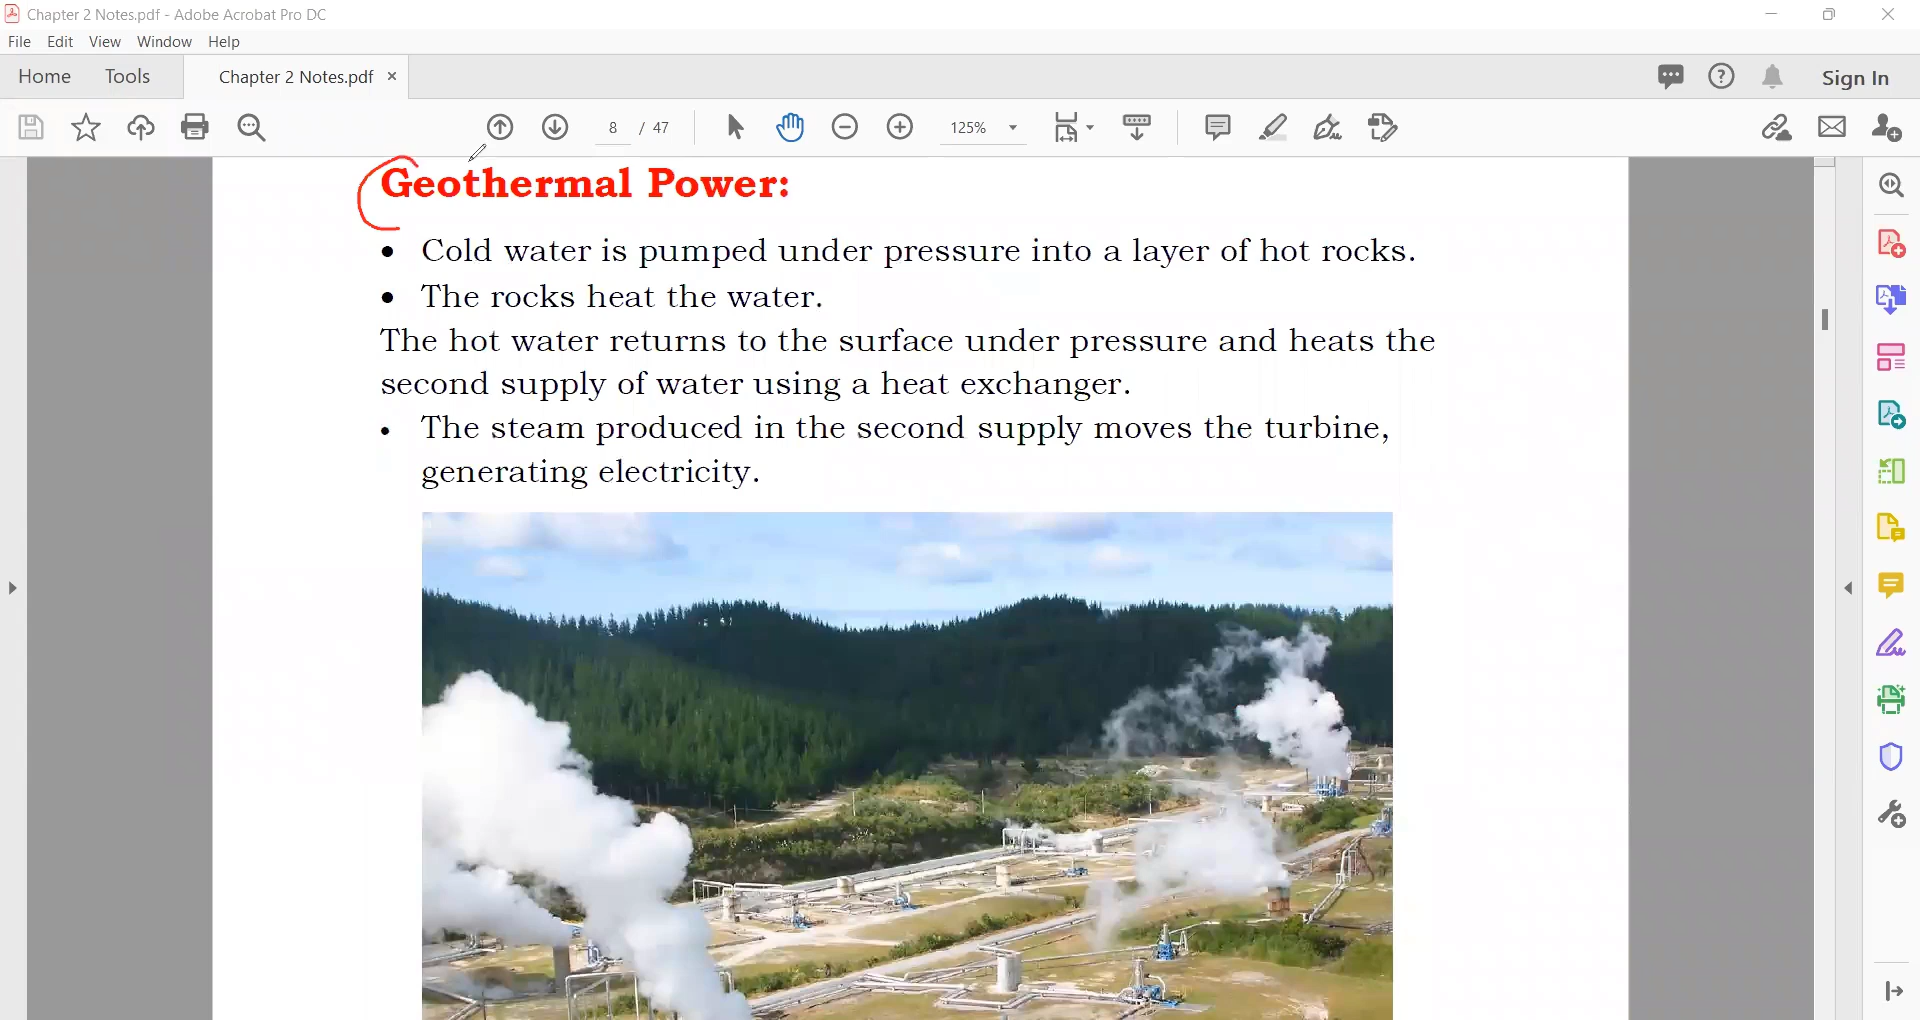 Chapter 2 Notes.pdf - Adobe Acrobat Pro DC
File Edit View Window Help
Home Tools Chapter 2 Notes.pdf × Sign In
8 / 47 125%
Geothermal Power:
• Cold water is pumped under pressure into a layer of hot rocks.
• The rocks heat the water.
The hot water returns to the surface under pressure and heats the
second supply of water using a heat exchanger.
• The steam produced in the second supply moves the turbine,
generating electricity.